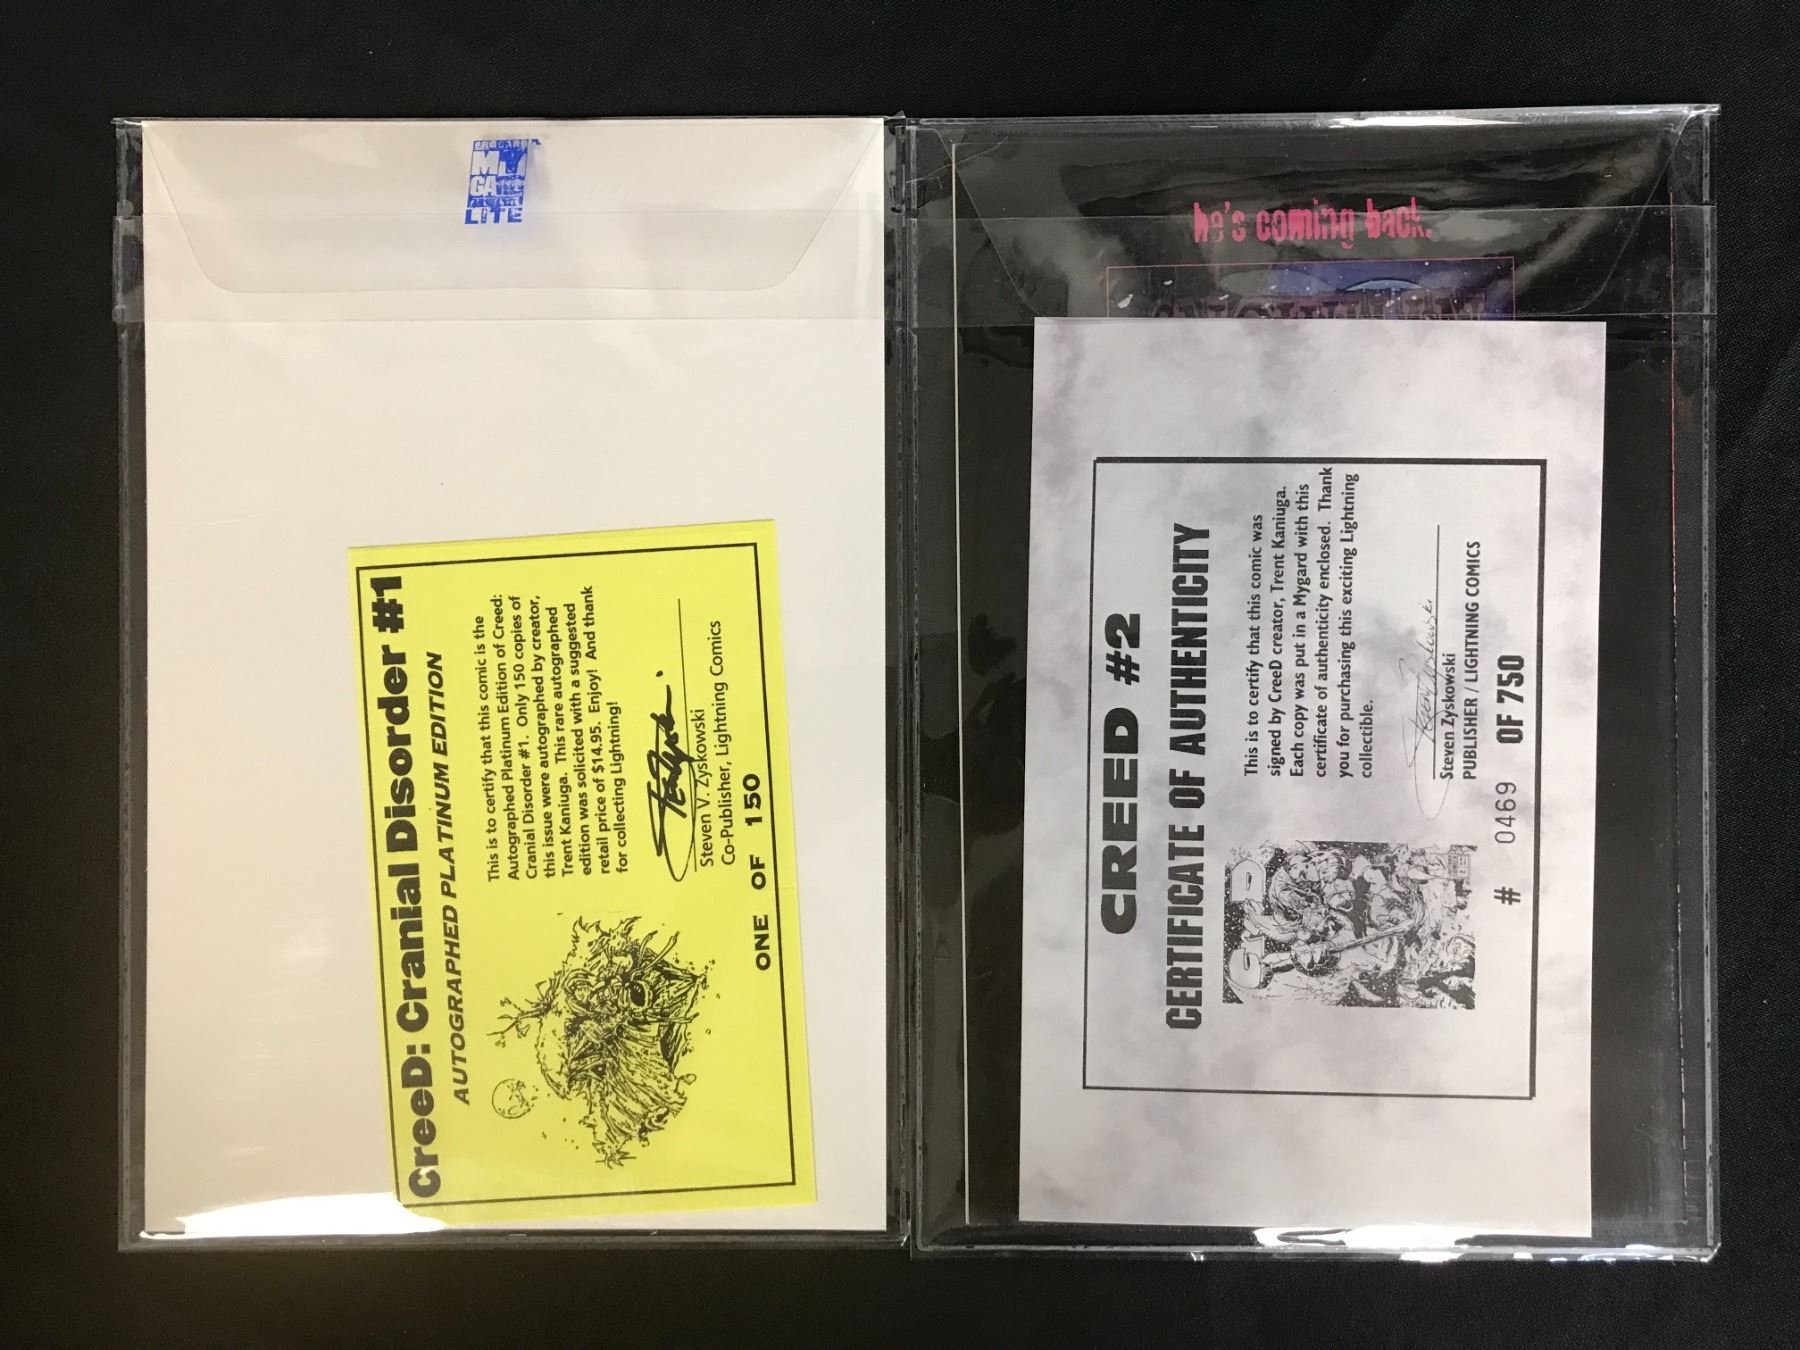 MY
GARD
LITE
CreeD: Cranial Disorder #1
AUTOGRAPHED PLATINUM EDITION
This is to certify that this comic is the
Autographed Platinum Edition of Creed:
Cranial Disorder #1. Only 150 copies of
this issue were autographed by creator,
Trent Kaniuga. This rare autographed
edition was solicited with a suggested
retail price of $14.95. Enjoy! And thank
for collecting Lightning!
Steven V. Zyskowski
Co-Publisher, Lightning Comics
ONE OF 150
he's coming back.
CREED #2
CERTIFICATE OF AUTHENTICITY
This is to certify that this comic was
signed by CreeD creator, Trent Kaniuga.
Each copy was put in a Mygard with this
certificate of authenticity enclosed. Thank
you for purchasing this exciting Lightning
collectible.
Steven Zyskowski
Steven Zyskowski
PUBLISHER / LIGHTNING COMICS
# 0469 OF 750
CREED